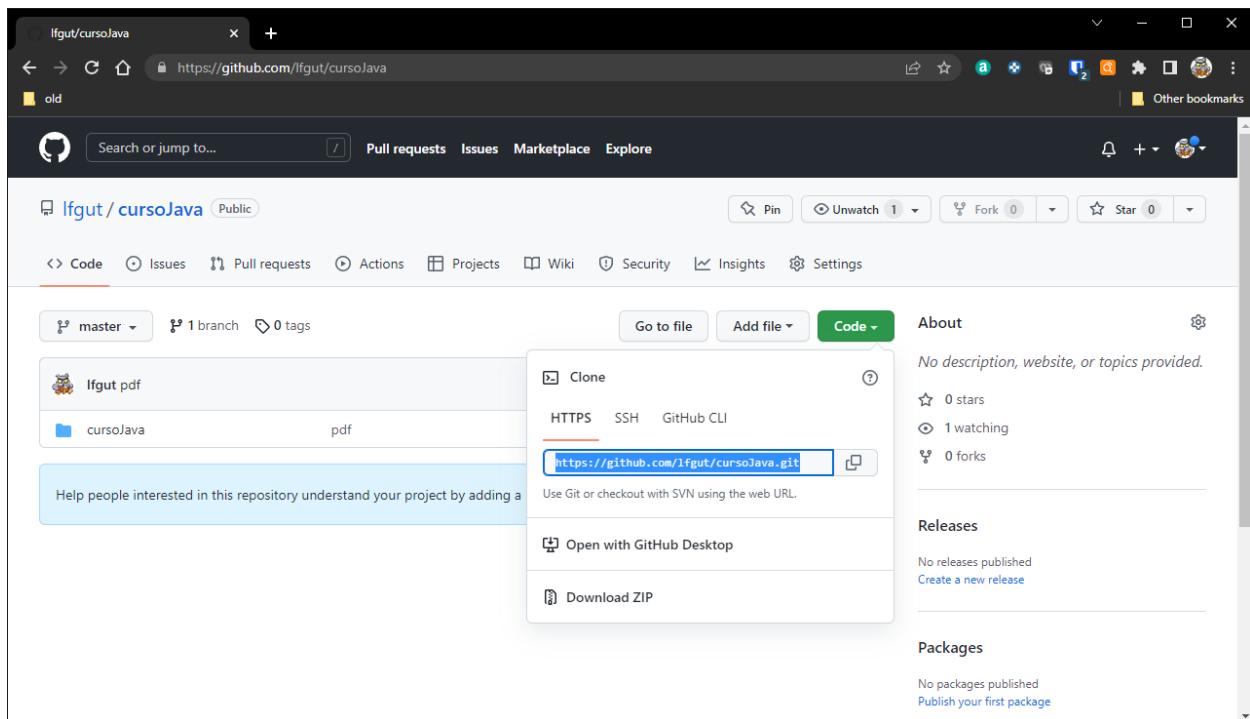 lfgut/cursoJava
https://github.com/lfgut/cursoJava
2
old
Other bookmarks
Search or jump to... /
Pull requests Issues Marketplace Explore
lfgut / cursoJava Public
Pin Unwatch 1 Fork 0 Star 0
Code Issues Pull requests Actions Projects Wiki Security Insights Settings
master 1 branch 0 tags
Go to file Add file Code
lfgut pdf
cursoJava pdf
Help people interested in this repository understand your project by adding a
Clone
HTTPS SSH GitHub CLI
https://github.com/lfgut/cursoJava.git
Use Git or checkout with SVN using the web URL.
Open with GitHub Desktop
Download ZIP
About
No description, website, or topics provided.
0 stars
1 watching
0 forks
Releases
No releases published
Create a new release
Packages
No packages published
Publish your first package